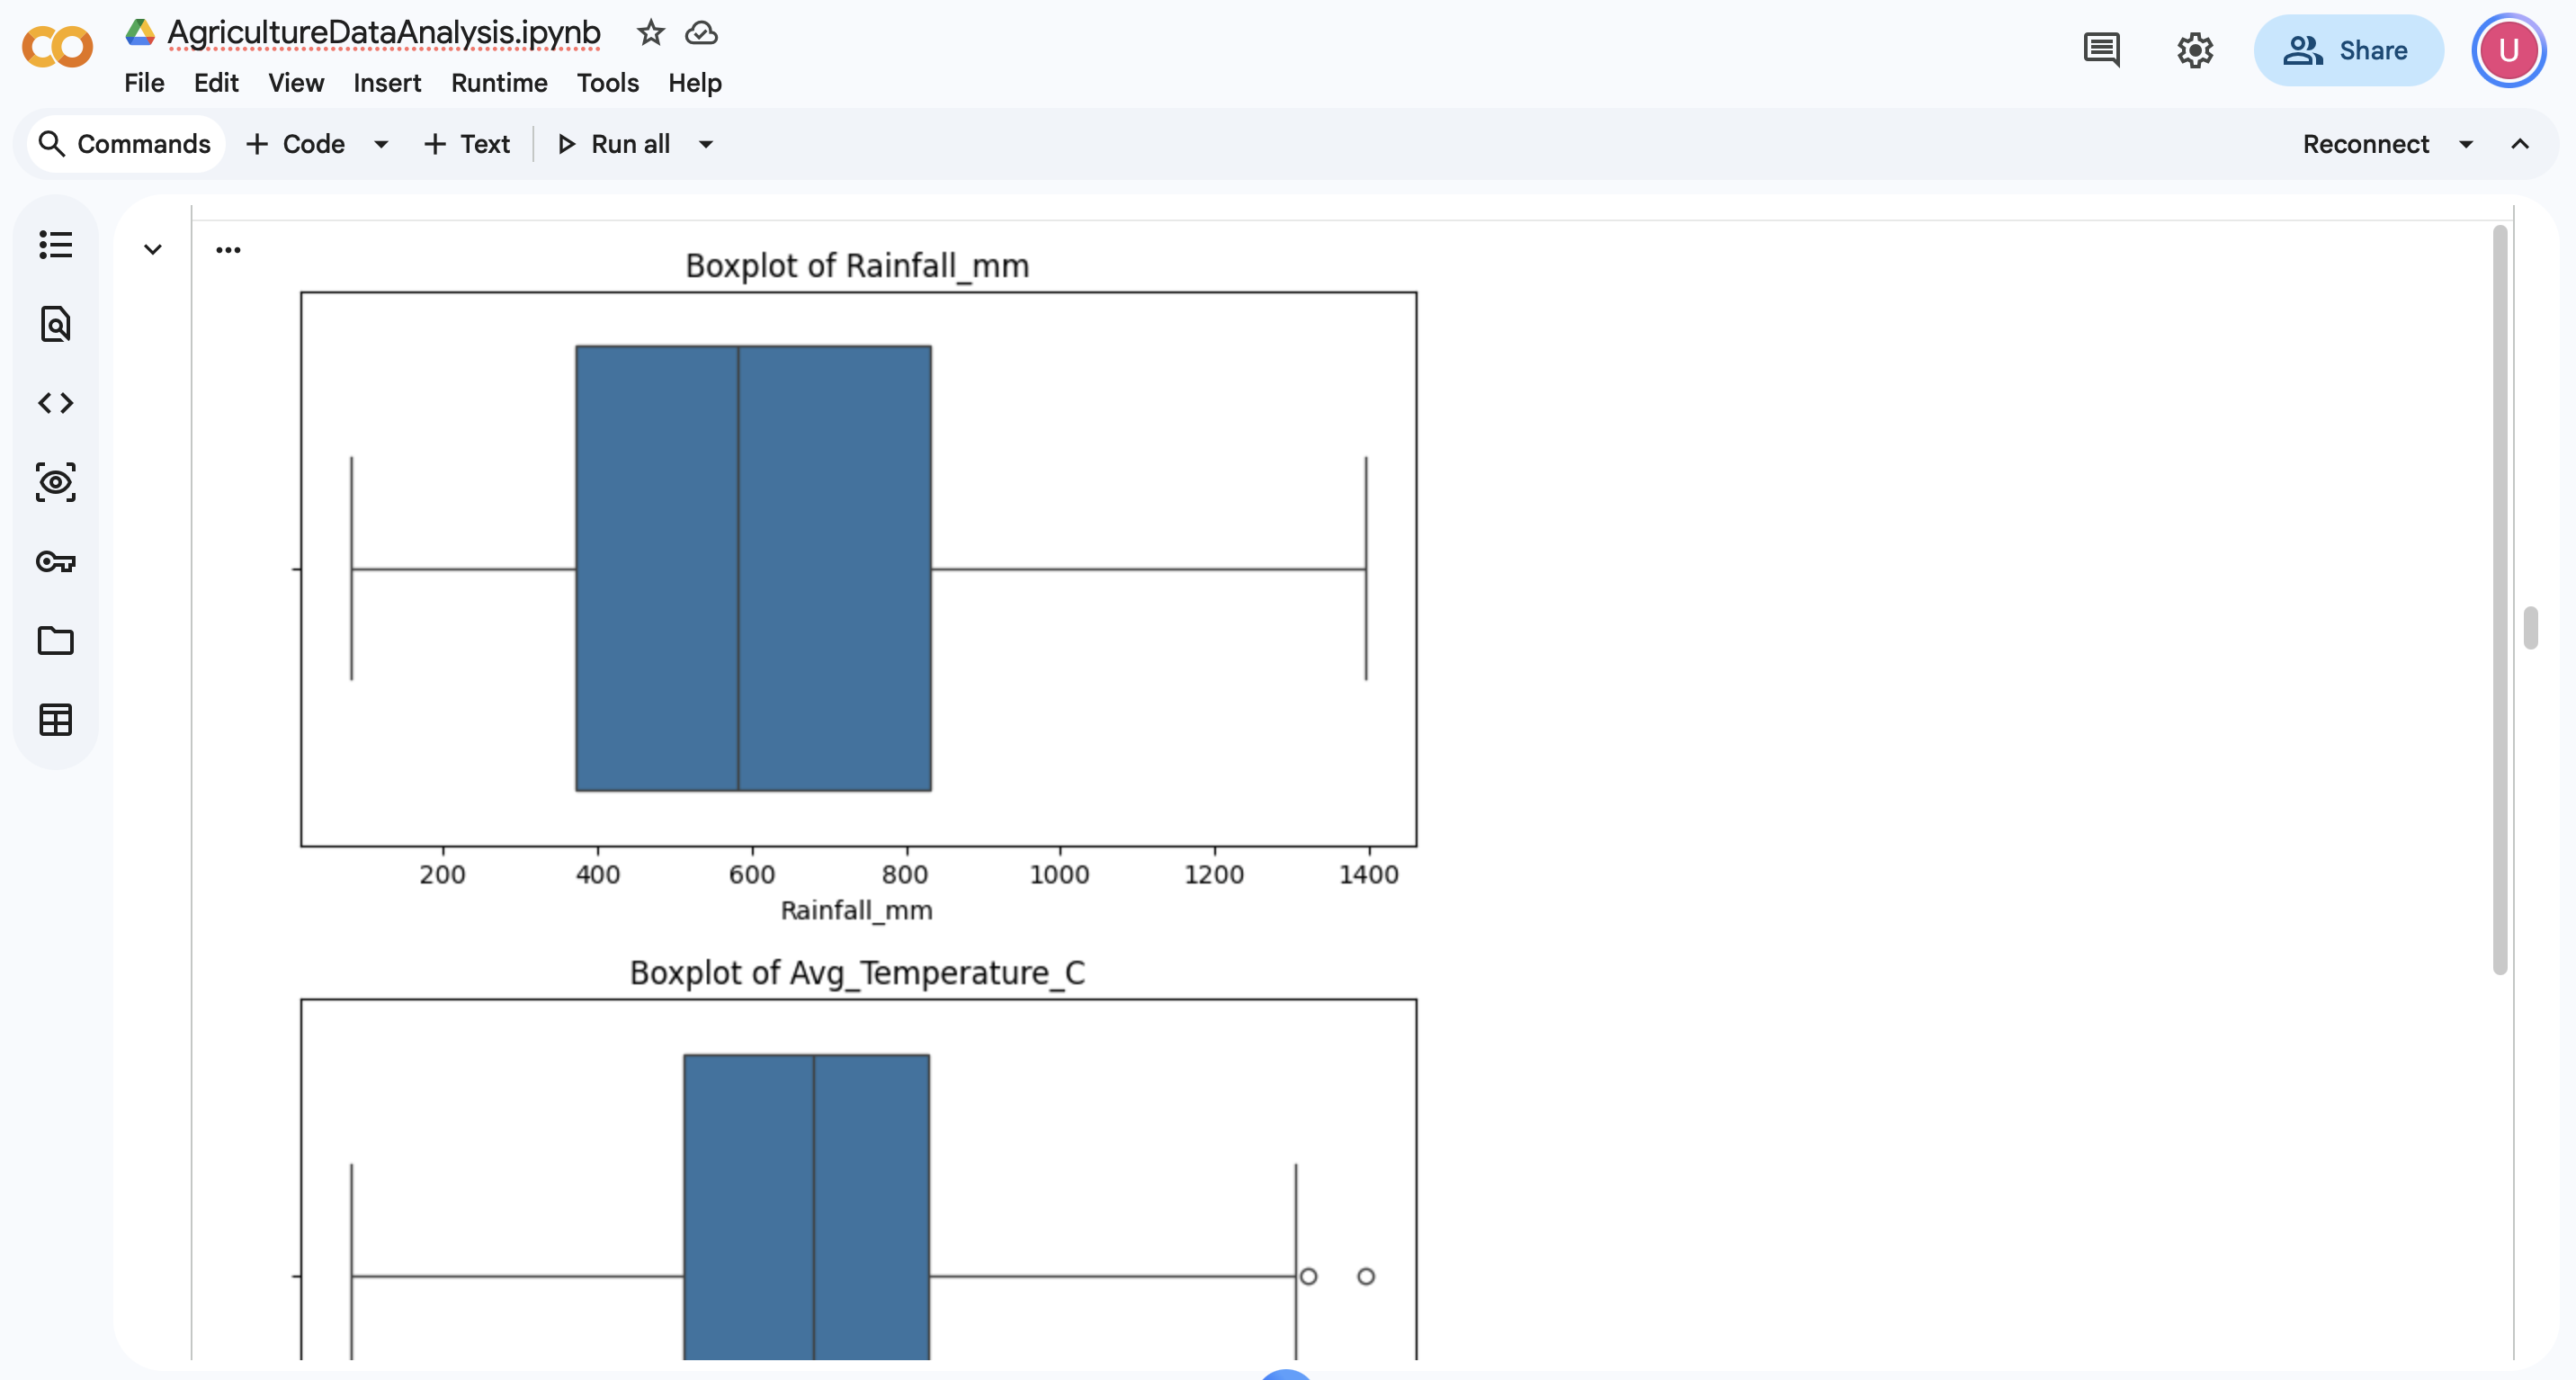 AgricultureDataAnalysis.ipynb
File Edit View Insert Runtime Tools Help
Share
U
Commands + Code + Text Run all
Reconnect
Boxplot of Rainfall_mm
200 400 600 800 1000 1200 1400
Rainfall_mm
Boxplot of Avg_Temperature_C